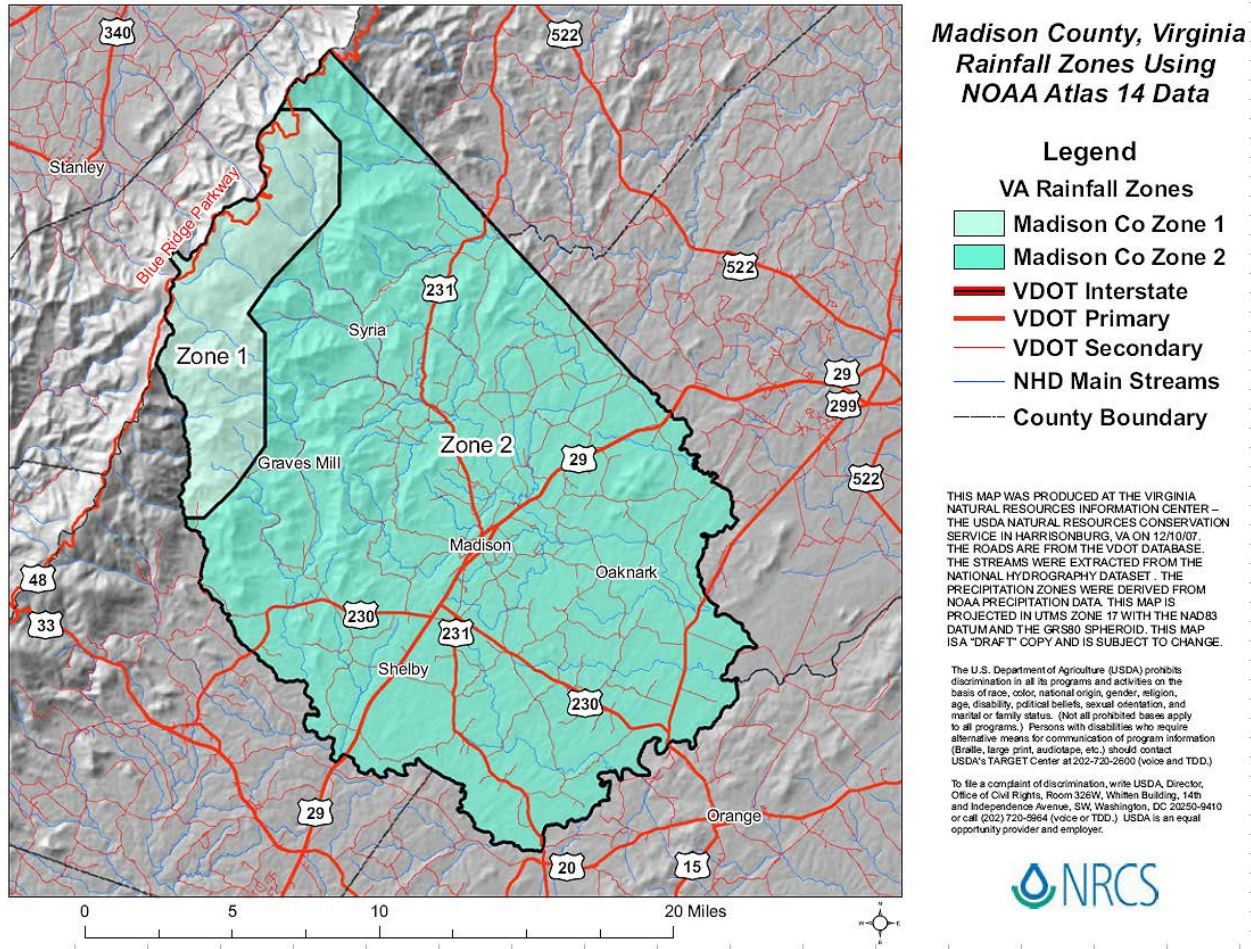 340
522
Stanley
Blue Ridge Parkway
522
231
Syria
Zone 1
29
299
Zone 2
Graves Mill
29
522
Madison
Oaknark
48
33
230
231
Shelby
230
29
Orange
20
15
0 5 10 20 Miles
N
W E
S
Madison County, Virginia
Rainfall Zones Using
NOAA Atlas 14 Data
Legend
VA Rainfall Zones
Madison Co Zone 1
Madison Co Zone 2
VDOT Interstate
VDOT Primary
VDOT Secondary
NHD Main Streams
County Boundary
THIS MAP WAS PRODUCED AT THE VIRGINIA
NATURAL RESOURCES INFORMATION CENTER –
THE USDA NATURAL RESOURCES CONSERVATION
SERVICE IN HARRISONBURG, VA ON 12/10/07.
THE ROADS ARE FROM THE VDOT DATABASE.
THE STREAMS WERE EXTRACTED FROM THE
NATIONAL HYDROGRAPHY DATASET . THE
PRECIPITATION ZONES WERE DERIVED FROM
NOAA PRECIPITATION DATA. THIS MAP IS
PROJECTED IN UTMS ZONE 17 WITH THE NAD83
DATUM AND THE GRS80 SPHEROID. THIS MAP
IS A "DRAFT" COPY AND IS SUBJECT TO CHANGE.
The U.S. Department of Agriculture (USDA) prohibits
discrimination in all its programs and activities on the
basis of race, color, national origin, gender, religion,
age, disability, political beliefs, sexual orientation, and
marital or family status. (Not all prohibited bases apply
to all programs.) Persons with disabilities who require
alternative means for communication of program information
(Braille, large print, audiotape, etc.) should contact
USDA's TARGET Center at 202-720-2600 (voice and TDD.)
To file a complaint of discrimination, write USDA, Director,
Office of Civil Rights, Room 326W, Whitten Building, 14th
and Independence Avenue, SW, Washington, DC 20250-9410
or call (202) 720-5964 (voice or TDD.) USDA is an equal
opportunity provider and employer.
NRCS